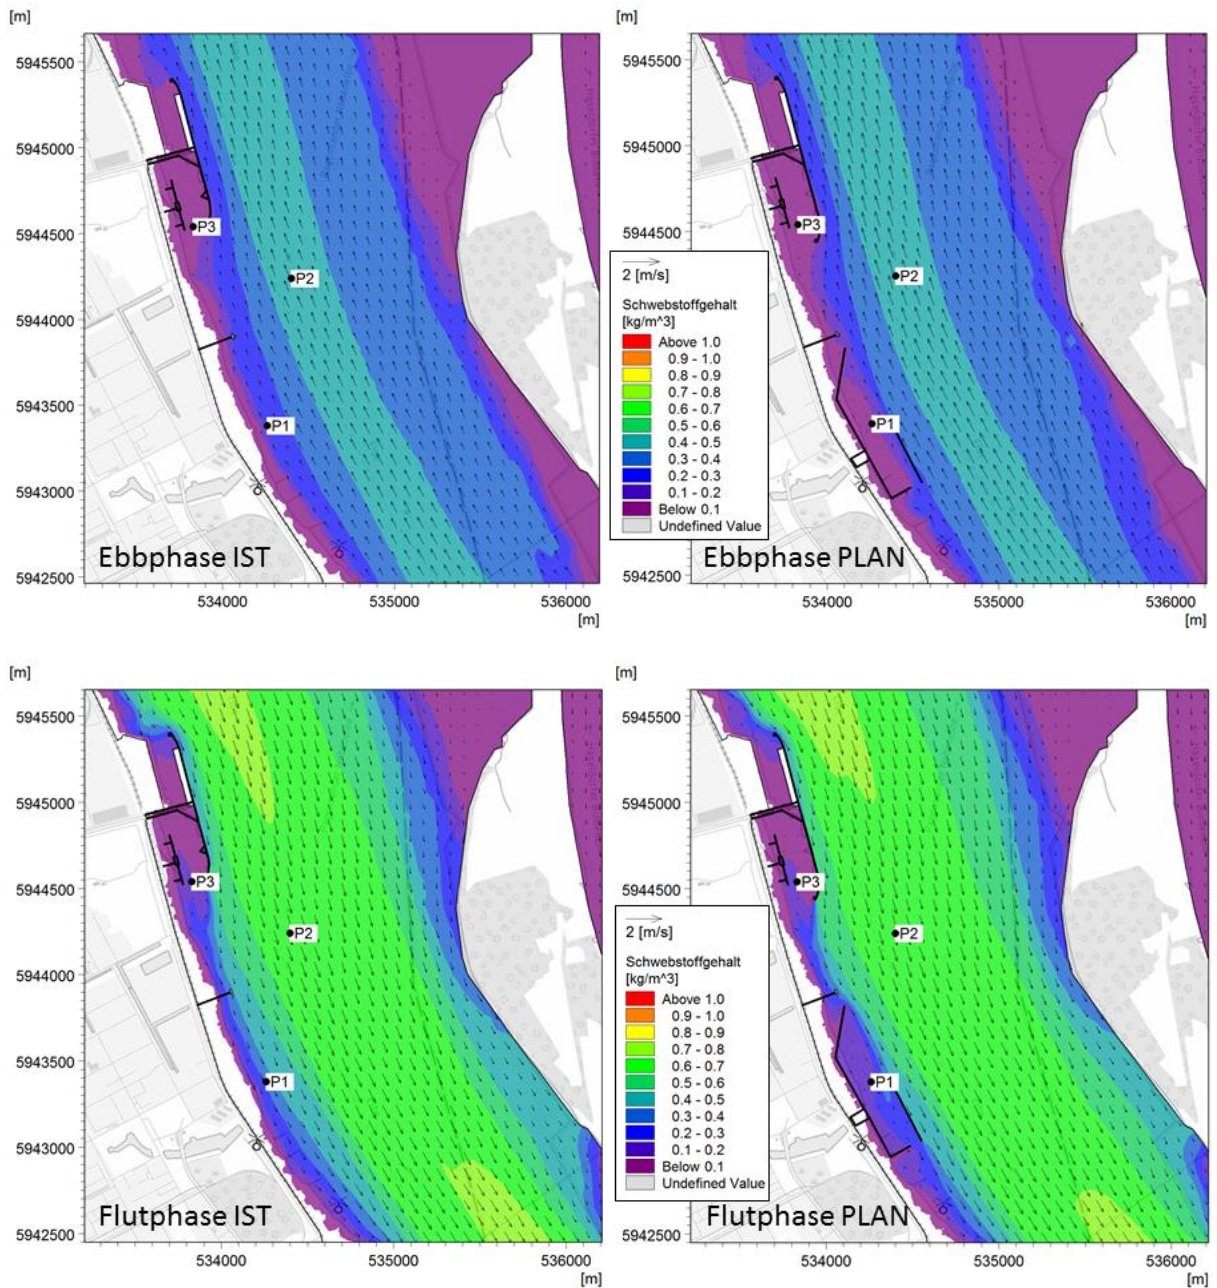 [m]
5945500
5945000
5944500
5944000
5943500
5943000
5942500
P3
P2
P1
Ebbphase IST
534000
535000
536000
[m]
[m]
5945500
5945000
5944500
5944000
5943500
5943000
5942500
P3
P2
P1
Ebbphase PLAN
534000
535000
536000
[m]
2 [m/s]
Schwebstoffgehalt
[kg/m^3]
Above 1.0
0.9 - 1.0
0.8 - 0.9
0.7 - 0.8
0.6 - 0.7
0.5 - 0.6
0.4 - 0.5
0.3 - 0.4
0.2 - 0.3
0.1 - 0.2
Below 0.1
Undefined Value
[m]
5945500
5945000
5944500
5944000
5943500
5943000
5942500
P3
P2
P1
Flutphase IST
534000
535000
536000
[m]
[m]
5945500
5945000
5944500
5944000
5943500
5943000
5942500
P3
P2
P1
Flutphase PLAN
534000
535000
536000
[m]
2 [m/s]
Schwebstoffgehalt
[kg/m^3]
Above 1.0
0.9 - 1.0
0.8 - 0.9
0.7 - 0.8
0.6 - 0.7
0.5 - 0.6
0.4 - 0.5
0.3 - 0.4
0.2 - 0.3
0.1 - 0.2
Below 0.1
Undefined Value